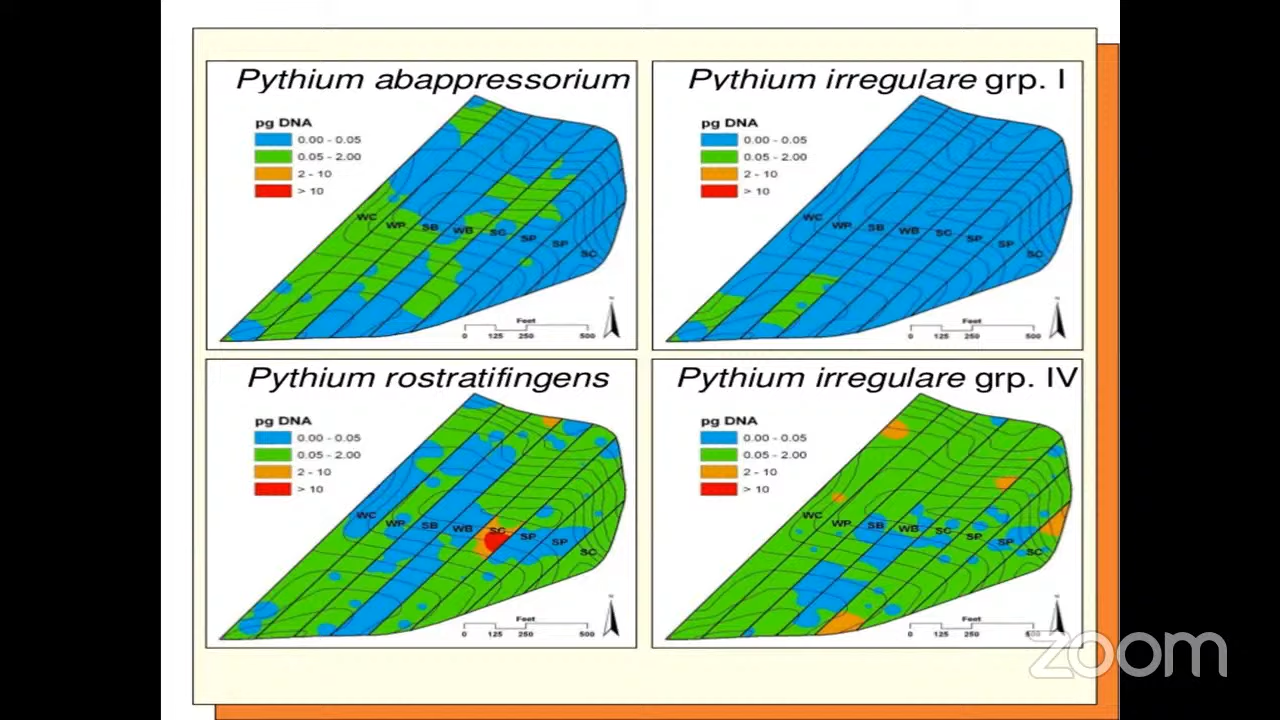 Pythium abappressorium
pg DNA
0.00 - 0.05
0.05 - 2.00
2 - 10
> 10
WC WP SB WB SC SP SP SC
N
Feet
0 125 250 500
Pythium irregulare grp. I
pg DNA
0.00 - 0.05
0.05 - 2.00
2 - 10
> 10
WC WP SB WB SC SP SP SC
N
Feet
0 125 250 500
Pythium rostratifingens
pg DNA
0.00 - 0.05
0.05 - 2.00
2 - 10
> 10
WC WP SB WB SC SP SP SC
N
Feet
0 125 250 500
Pythium irregulare grp. IV
pg DNA
0.00 - 0.05
0.05 - 2.00
2 - 10
> 10
WC WP SB WB SC SP SP SC
N
Feet
0 125 250 500
zoom